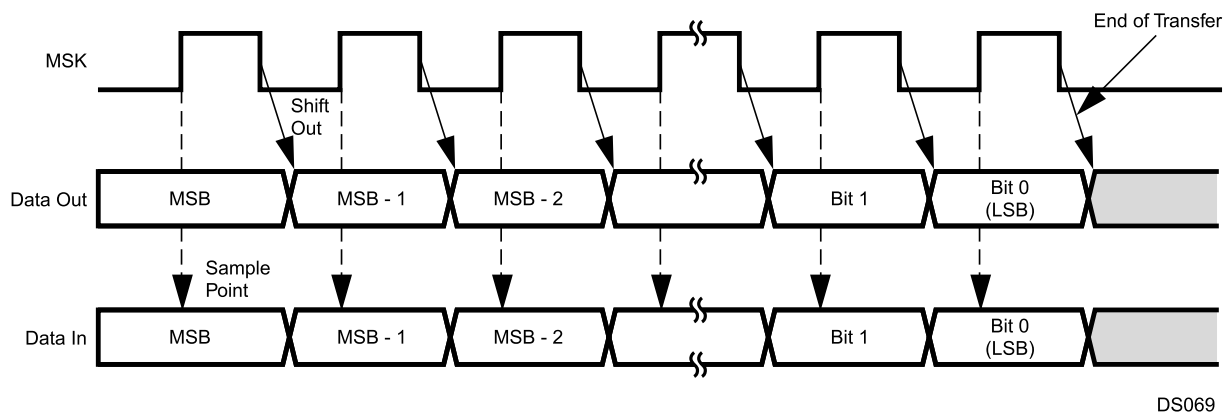 End of Transfer
MSK
Shift
Out
Data Out
MSB
MSB - 1
MSB - 2
Bit 1
Bit 0
(LSB)
Sample
Point
Data In
MSB
MSB - 1
MSB - 2
Bit 1
Bit 0
(LSB)
DS069